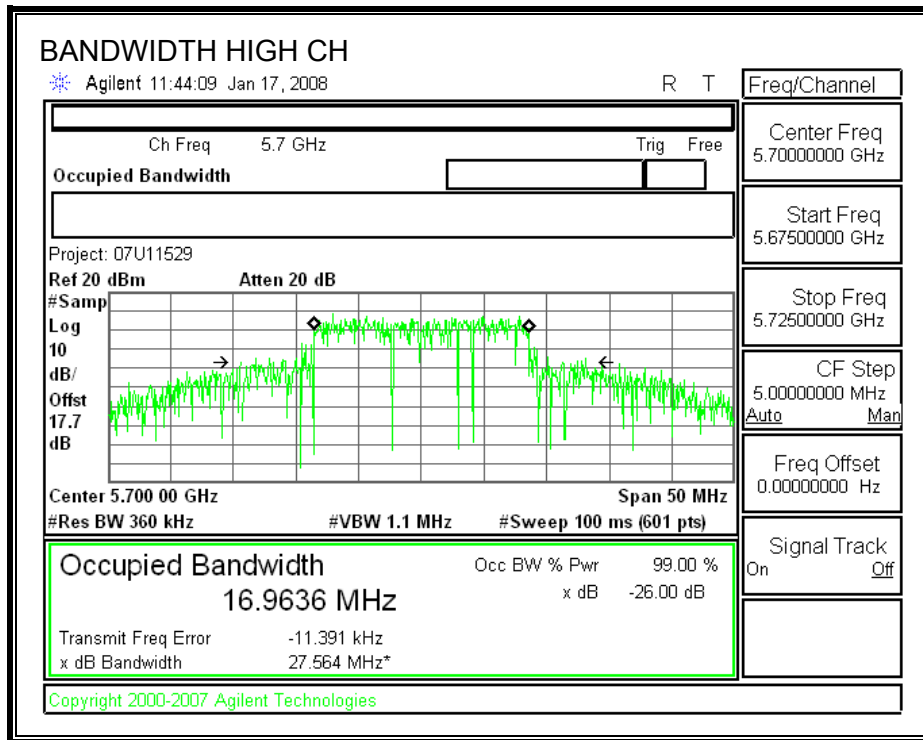 BANDWIDTH HIGH CH
Agilent 11:44:09 Jan 17, 2008 R T
Freq/Channel
Ch Freq 5.7 GHz Trig Free
Occupied Bandwidth
Center Freq
5.70000000 GHz
Start Freq
5.67500000 GHz
Stop Freq
5.72500000 GHz
CF Step
5.00000000 MHz
Auto Man
Freq Offset
0.00000000 Hz
Signal Track
On Off
Project: 07U11529
Ref 20 dBm Atten 20 dB
#Samp
Log
10
dB/
Offst
17.7
dB
Center 5.700 00 GHz Span 50 MHz
#Res BW 360 kHz #VBW 1.1 MHz #Sweep 100 ms (601 pts)
Occupied Bandwidth
16.9636 MHz
Occ BW % Pwr 99.00 %
x dB -26.00 dB
Transmit Freq Error -11.391 kHz
x dB Bandwidth 27.564 MHz*
Copyright 2000-2007 Agilent Technologies